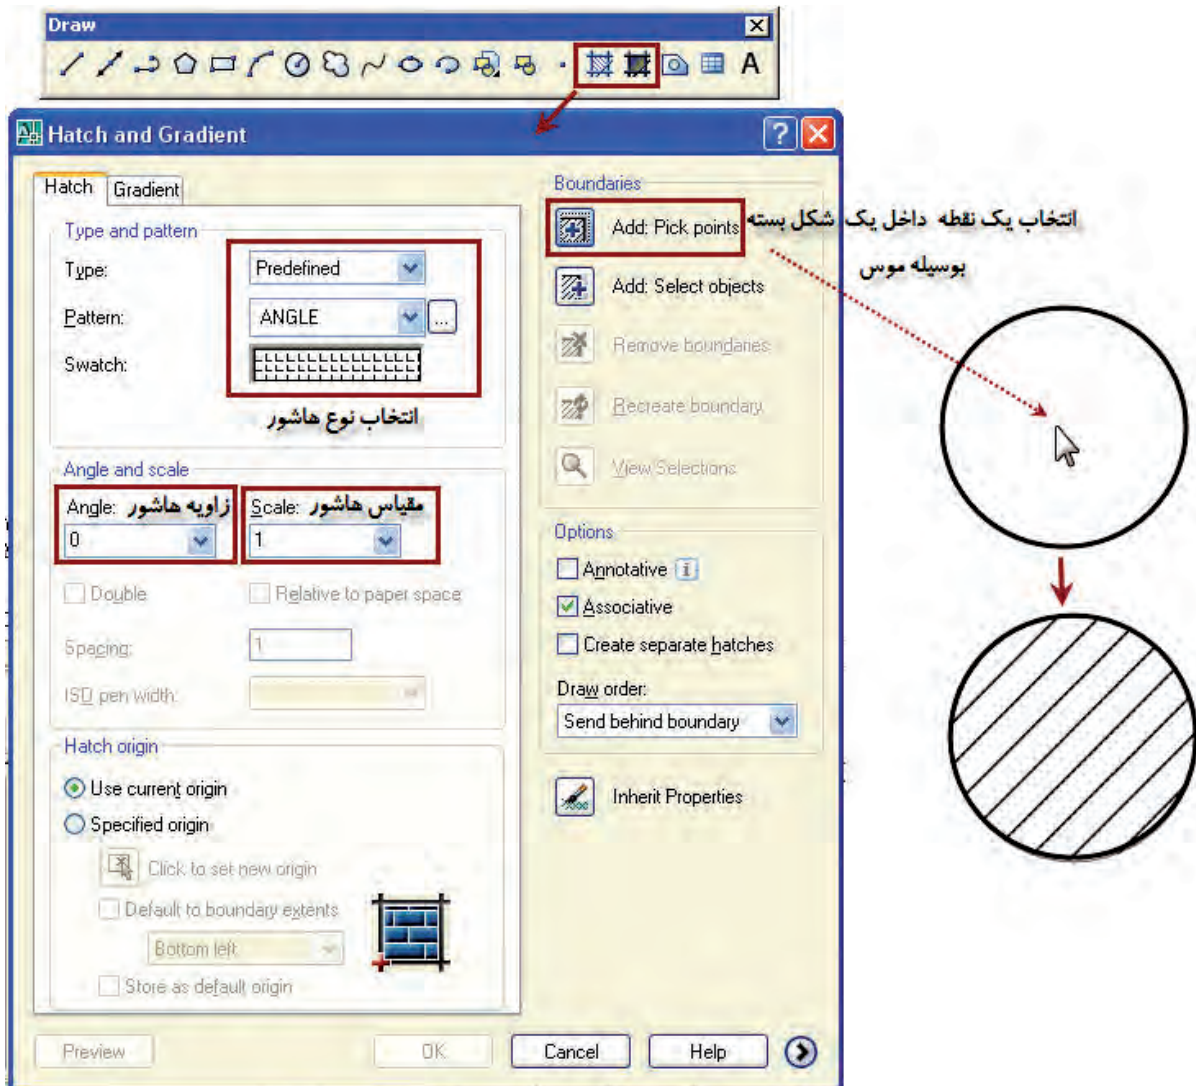 Draw
A
Hatch and Gradient
Hatch
Gradient
Type and pattern
Type:
Predefined
Pattern:
ANGLE
...
Swatch:
انتخاب نوع هاشور
Angle and scale
Angle: زاویه هاشور
Scale: مقیاس هاشور
0
1
Double
Relative to paper space
Spacing:
1
ISO pen width:
Hatch origin
Use current origin
Specified origin
Click to set new origin
Default to boundary extents
Bottom left
Store as default origin
Boundaries
Add: Pick points
انتخاب یک نقطه داخل یک شکل بسته
بوسیله موس
Add: Select objects
Remove boundaries
Recreate boundary
View Selections
Options
Annotative
Associative
Create separate hatches
Draw order:
Send behind boundary
Inherit Properties
Preview
OK
Cancel
Help